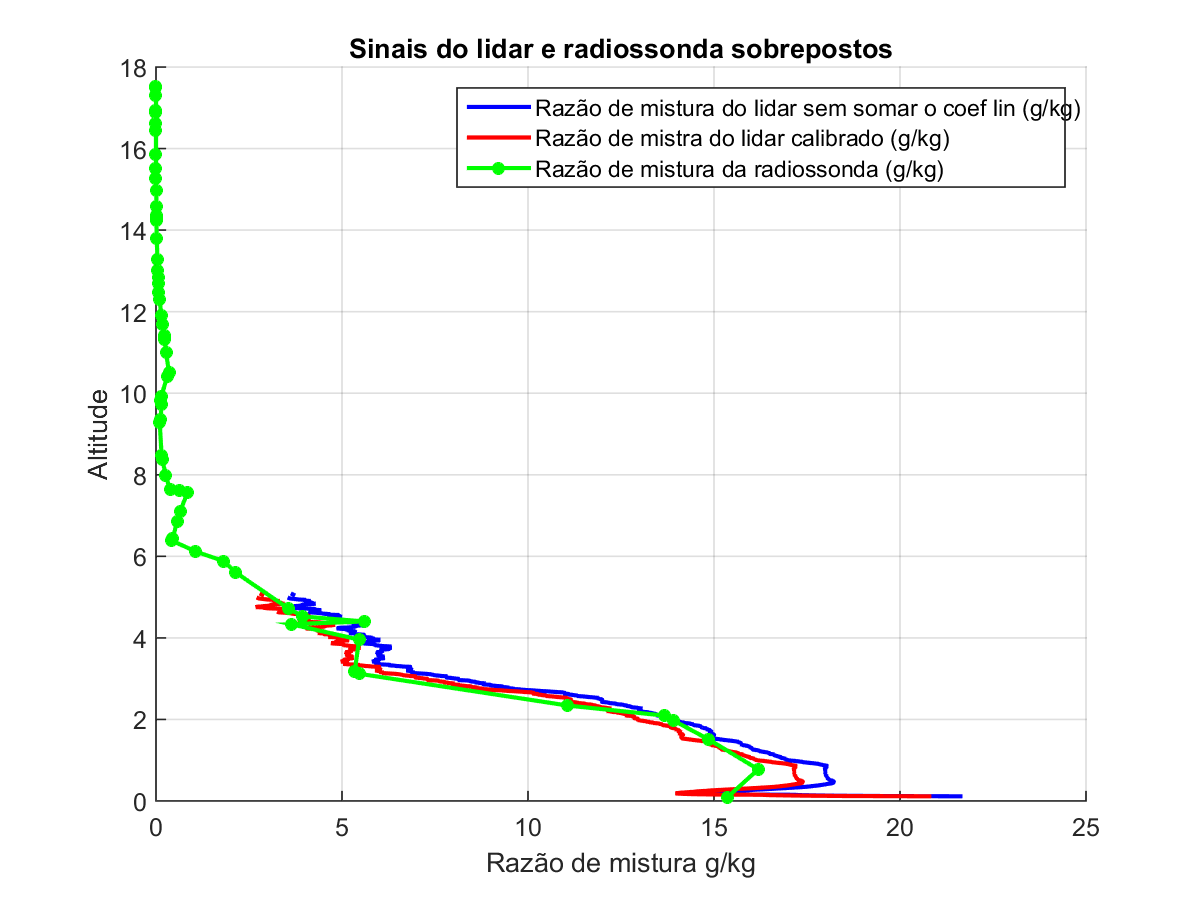 Sinais do lidar e radiossonda sobrepostos
18
16
14
12
10
8
6
4
2
0
Altitude
Razão de mistura do lidar sem somar o coef lin (g/kg)
Razão de mistra do lidar calibrado (g/kg)
Razão de mistura da radiossonda (g/kg)
0 5 10 15 20 25
Razão de mistura g/kg